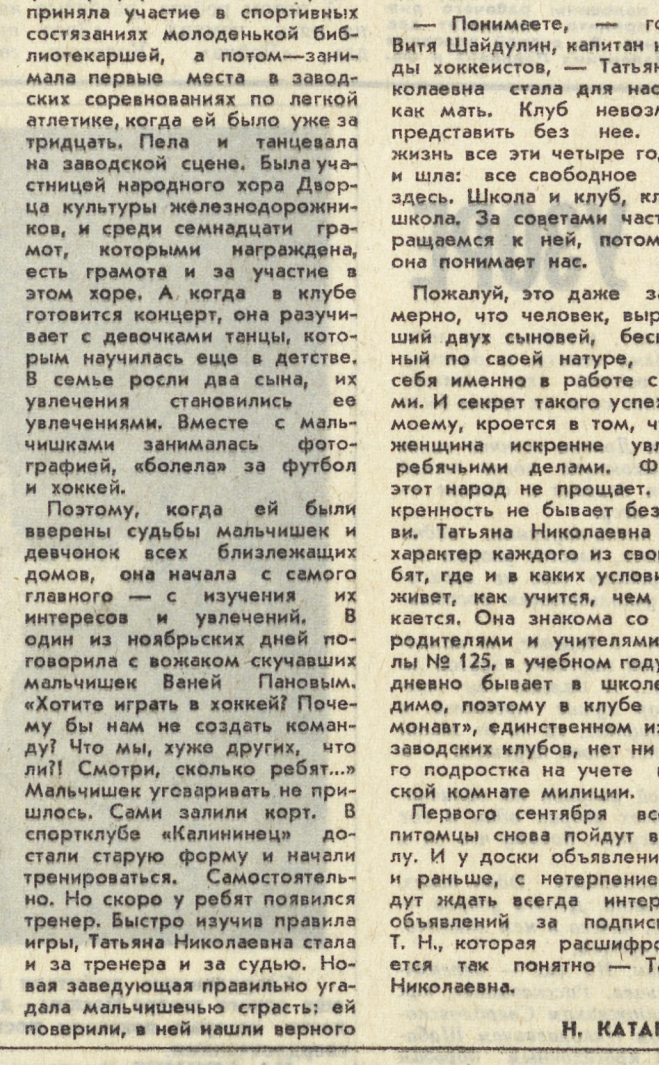 приняла участие в спортивных
состязаниях молоденькой биб-
лиотекаршей, а потом—зани-
мала первые места в завод-
ских соревнованиях по легкой
атлетике, когда ей было уже за
тридцать. Пела и танцевала
на заводской сцене. Была уча-
стницей народного хора Двор-
ца культуры железнодорожни-
ков, и среди семнадцати гра-
мот, которыми награждена,
есть грамота и за участие в
этом хоре. А когда в клубе
готовится концерт, она разучи-
вает с девочками танцы, кото-
рым научилась еще в детстве.
В семье росли два сына, их
увлечения становились ее
увлечениями. Вместе с маль-
чишками занималась фото-
графией, «болела» за футбол
и хоккей.
Поэтому, когда ей были
вверены судьбы мальчишек и
девчонок всех близлежащих
домов, она начала с самого
главного — с изучения их
интересов и увлечений. В
один из ноябрьских дней по-
говорила с вожаком скучавших
мальчишек Ваней Пановым.
«Хотите играть в хоккей? Поче-
му бы нам не создать коман-
ду? Что мы, хуже других, что
ли?! Смотри, сколько ребят...»
Мальчишек уговаривать не при-
шлось. Сами залили корт. В
спортклубе «Калининец» до-
стали старую форму и начали
тренироваться. Самостоятель-
но. Но скоро у ребят появился
тренер. Быстро изучив правила
игры, Татьяна Николаевна стала
и за тренера и за судью. Но-
вая заведующая правильно уга-
дала мальчишечью страсть: ей
поверили, в ней нашли верного
— Понимаете, — го
Витя Шайдулин, капитан к
ды хоккеистов, — Татьян
колаевна стала для нас
как мать. Клуб невоз
представить без нее.
жизнь все эти четыре го
и шла: все свободное
здесь. Школа и клуб, кл
школа. За советами част
ращаемся к ней, потом
она понимает нас.
Пожалуй, это даже з
мерно, что человек, выр
ший двух сыновей, бес
ный по своей натуре,
себя именно в работе с
ми. И секрет такого успе
моему, кроется в том, ч
женщина искренне ув
ребячьими делами. Ф
этот народ не прощает.
кренность не бывает без
ви. Татьяна Николаевна
характер каждого из сво
бят, где и в каких услови
живет, как учится, чем
кается. Она знакома со
родителями и учителями
лы № 125, в учебном году
дневно бывает в школе
димо, поэтому в клубе
монавт», единственном и
заводских клубов, нет ни
го подростка на учете
ской комнате милиции.
Первого сентября вс
питомцы снова пойдут в
лу. И у доски объявлени
и раньше, с нетерпение
дут ждать всегда интер
объявлений за подпис
Т. Н., которая расшифро
ется так понятно — Та
Николаевна.
Н. КАТА